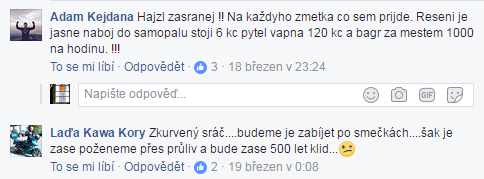 Adam Kejdana Hajzl zasranej !! Na každyho zmetka co sem prijde. Reseni je
jasne naboj do samopalu stoji 6 kc pytel vapna 120 kc a bagr za mestem 1000
na hodinu. !!!
To se mi líbí · Odpovědět · 3 · 18 březen v 23:24
Napište odpověď...
GIF
Laďa Kawa Kory Zkurvený sráč....budeme je zabíjet po smečkách....šak je
zase poženeme přes průliv a bude zase 500 let klid...
To se mi líbí · Odpovědět · 2 · 19 březen v 0:08